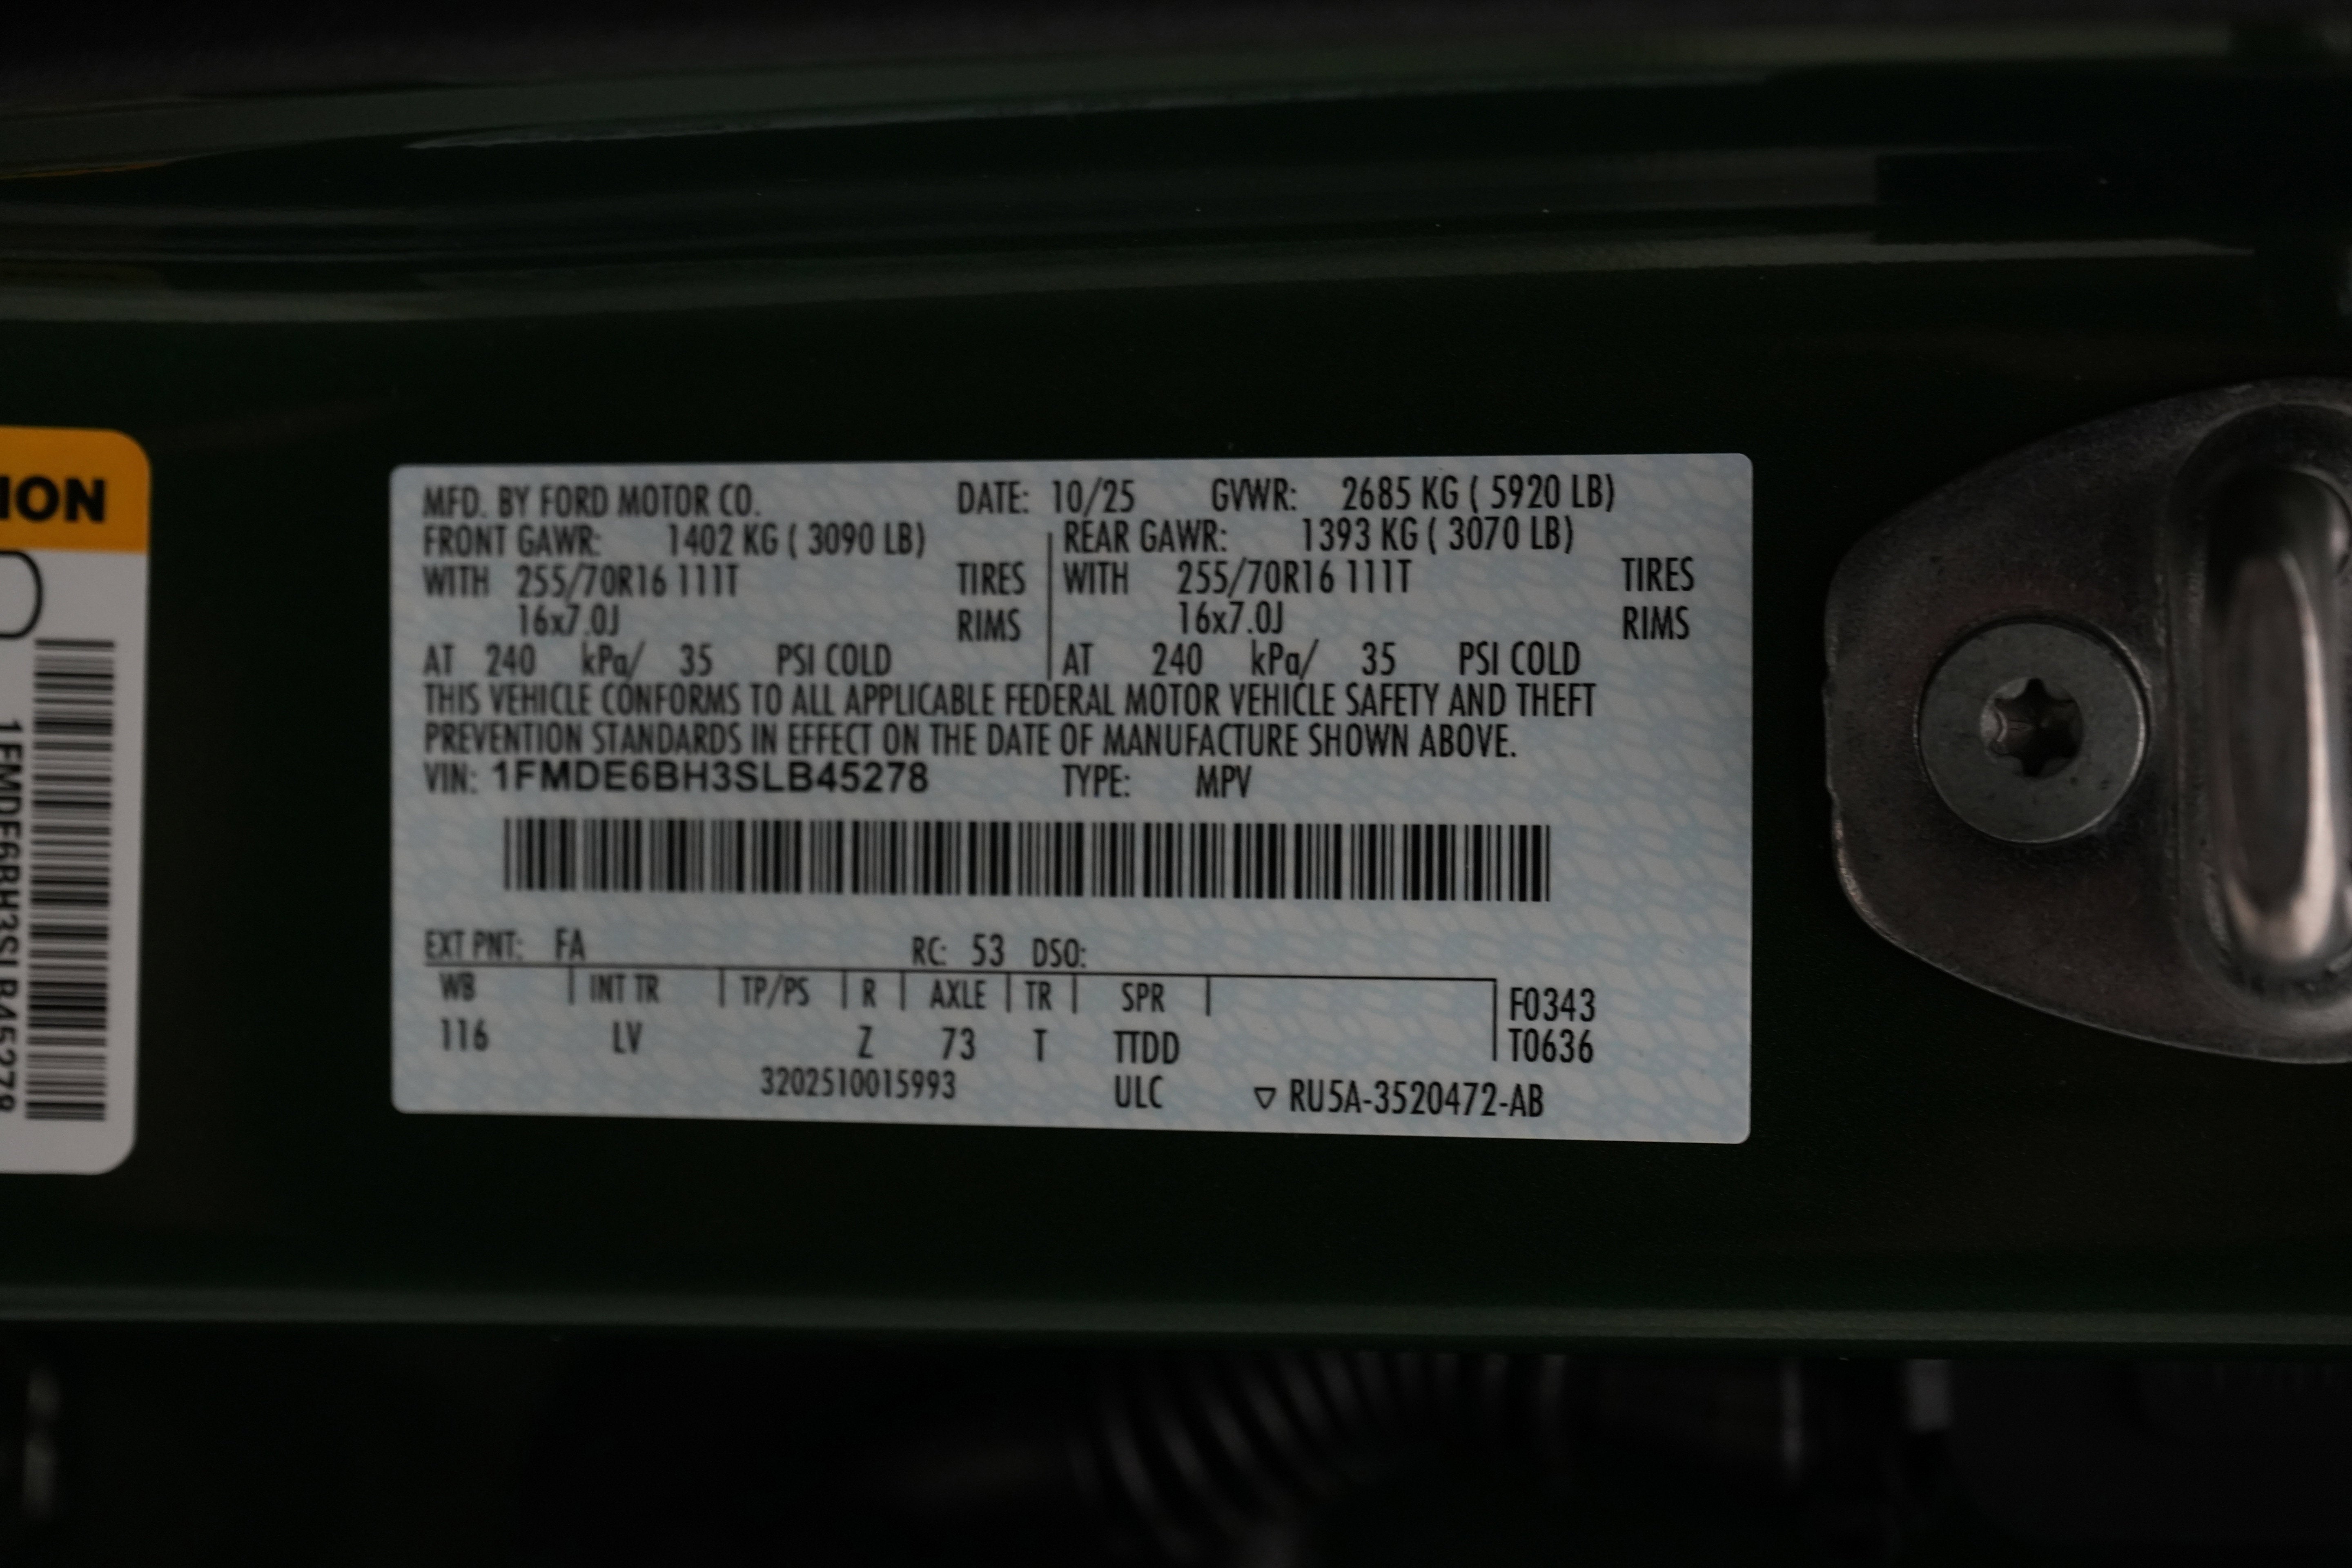 ION
1FMDE6BH3SLB45278
MFD. BY FORD MOTOR CO. DATE: 10/25 GVWR: 2685 KG ( 5920 LB)
FRONT GAWR: 1402 KG ( 3090 LB) REAR GAWR: 1393 KG ( 3070 LB)
WITH 255/70R16 111T TIRES WITH 255/70R16 111T TIRES
16x7.0J RIMS 16x7.0J RIMS
AT 240 kPa/ 35 PSI COLD AT 240 kPa/ 35 PSI COLD
THIS VEHICLE CONFORMS TO ALL APPLICABLE FEDERAL MOTOR VEHICLE SAFETY AND THEFT
PREVENTION STANDARDS IN EFFECT ON THE DATE OF MANUFACTURE SHOWN ABOVE.
VIN: 1FMDE6BH3SLB45278 TYPE: MPV
EXT PNT: FA RC: 53 DSO:
WB INT TR TP/PS R AXLE TR SPR F0343
116 LV Z 73 T TTDD T0636
3202510015993 ULC ▽ RU5A-3520472-AB